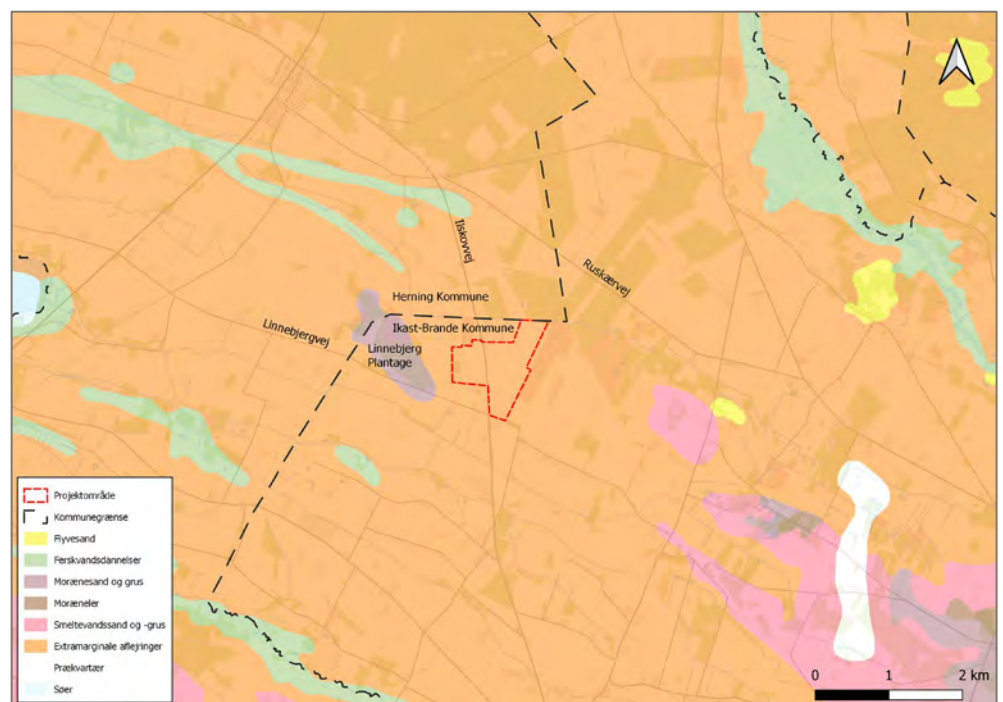 Ilskovvej
Ruskærvej
Herning Kommune
Linnebjergvej
Ikast-Brande Kommune
Linnebjerg
Plantage
Projektområde
Kommunegrænse
Flyvesand
Ferskvandsdannelser
Morænesand og grus
Moræneler
Smeltevandssand og -grus
Extramarginale aflejringer
Prækvartær
Søer
0 1 2 km